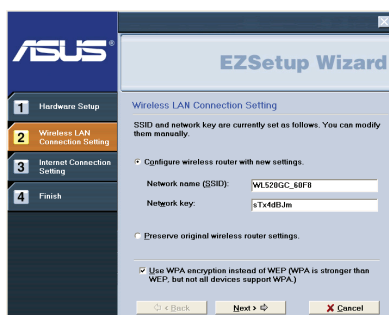 ASUS®
EZSetup Wizard
1 Hardware Setup
2 Wireless LAN
Connection Setting
3 Internet Connection
Setting
4 Finish
Wireless LAN Connection Setting
SSID and network key are currently set as follows. You can modify
them manually.
Configure wireless router with new settings.
Network name (SSID): WL520GC_60F8
Network key: sTx4dBJm
Preserve original wireless router settings.
Use WPA encryption instead of WEP (WPA is stronger than
WEP, but not all devices support WPA.)
< Back Next > Cancel